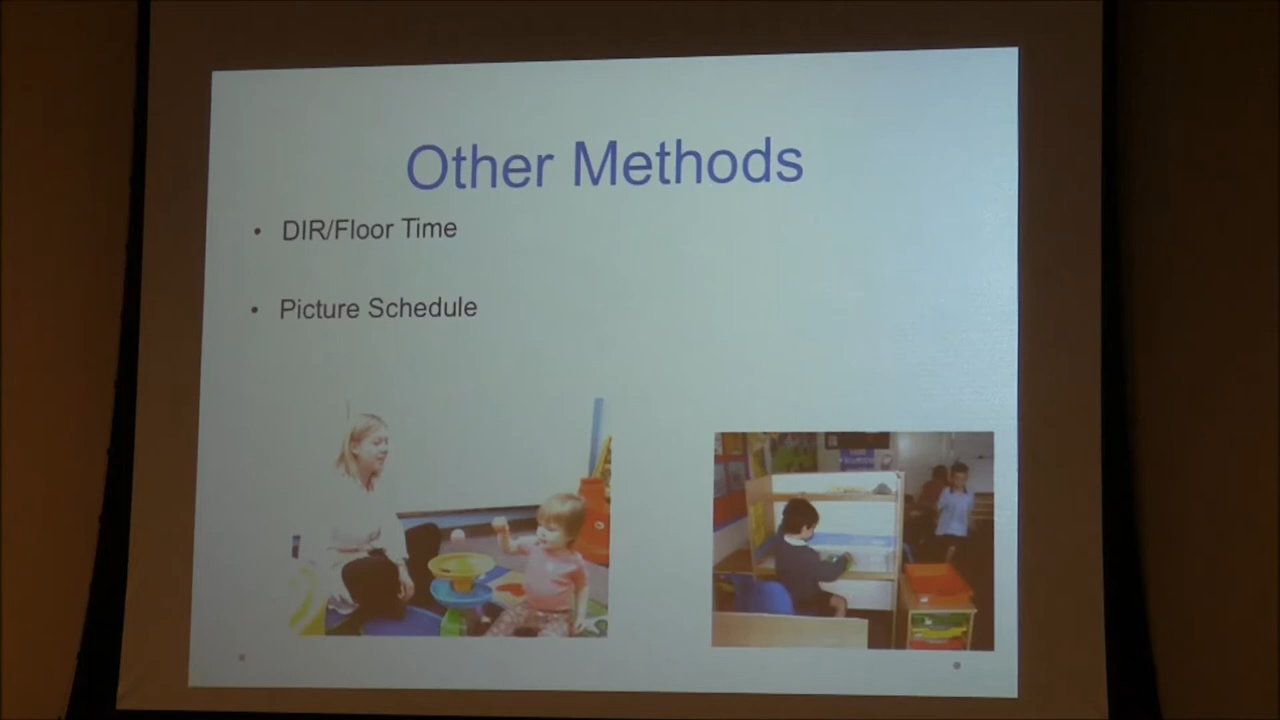 Other Methods
• DIR/Floor Time
• Picture Schedule